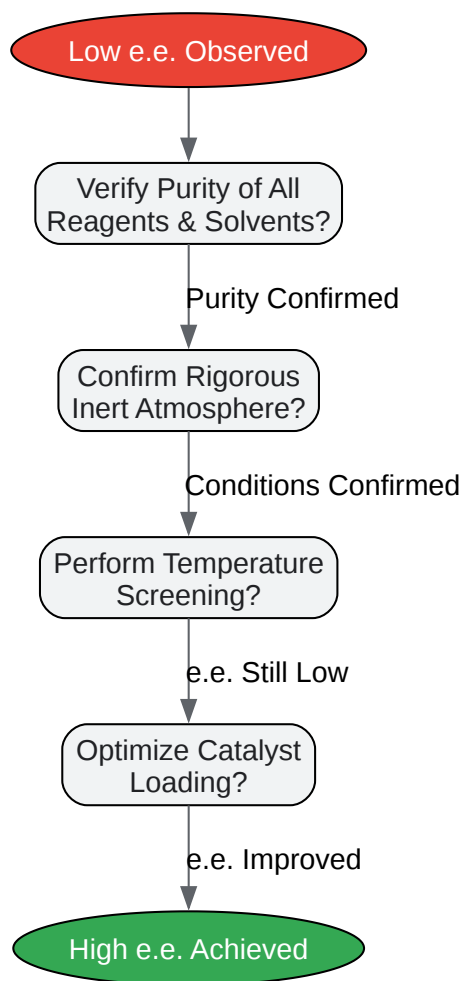 Low e.e. Observed
Verify Purity of All
Reagents & Solvents?
Purity Confirmed
Confirm Rigorous
Inert Atmosphere?
Conditions Confirmed
Perform Temperature
Screening?
e.e. Still Low
Optimize Catalyst
Loading?
e.e. Improved
High e.e. Achieved